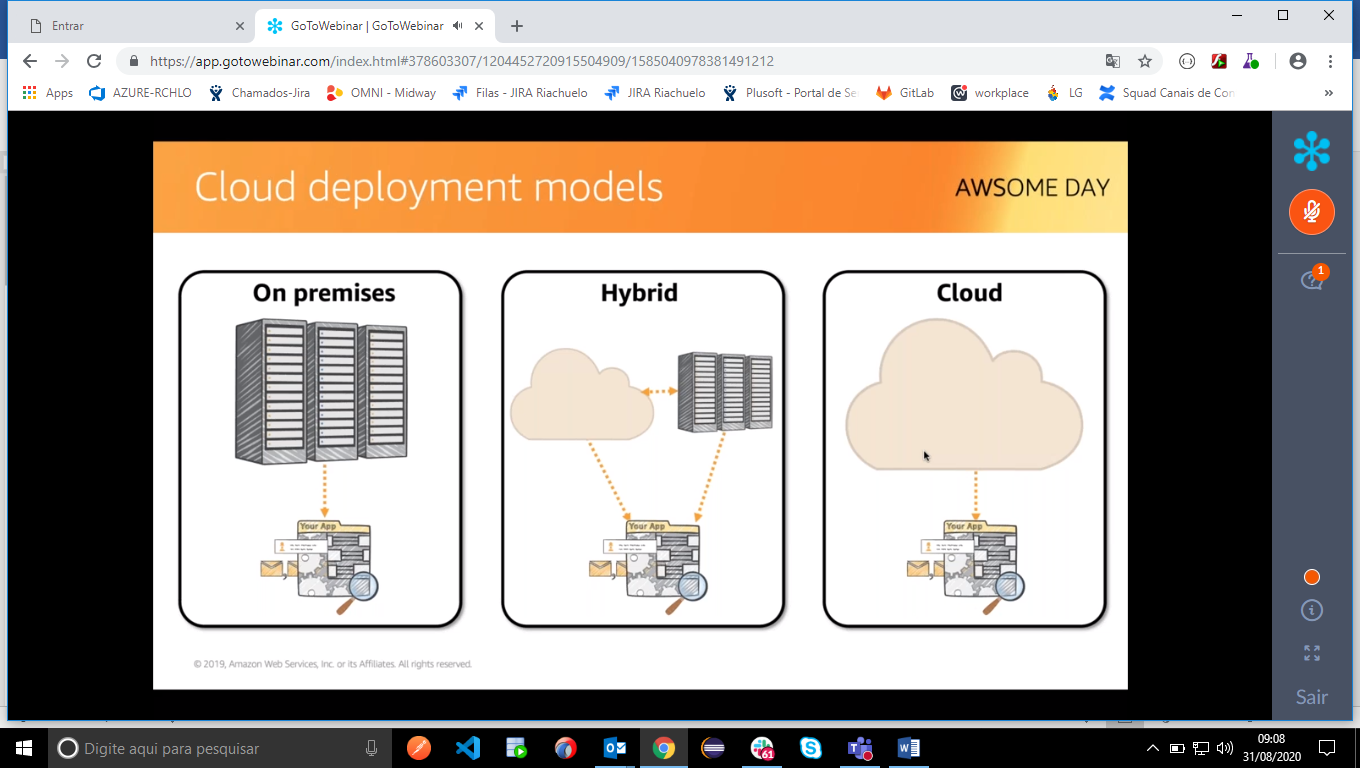 Entrar
GoToWebinar | GoToWebinar
https://app.gotowebinar.com/index.html#378603307/1204452720915504909/1585040978381491212
Apps AZURE-RCHLO Chamados-Jira OMNI - Midway Filas - JIRA Riachuelo JIRA Riachuelo Plusoft - Portal de Se GitLab workplace LG Squad Canais de Con »
Cloud deployment models
AWSOME DAY
On premises
Hybrid
Cloud
Your App
Your App
Your App
© 2019, Amazon Web Services, Inc. or its Affiliates. All rights reserved.
1
Sair
Digite aqui para pesquisar
61
09:08
31/08/2020